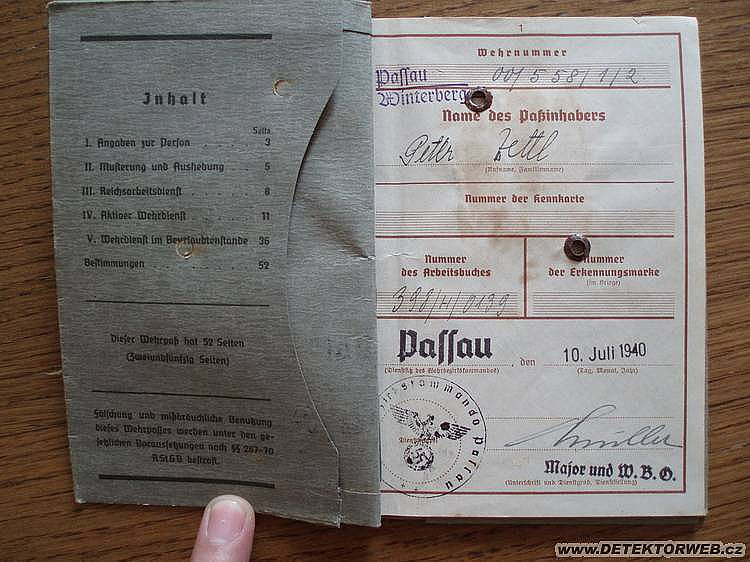 Inhalt
Seite
I. Angaben zur Person 3
II. Musterung und Aushebung 5
III. Reichsarbeitsdienst 8
IV. Aktiver Wehrdienst 11
V. Wehrdienst im Beurlaubtenstande 36
Bestimmungen 52
Dieser Wehrpaß hat 52 Seiten
(Zweiundfünfzig Seiten)
Fälschung und mißbräuchliche Benutzung
dieses Wehrpasses werden unter den ge-
setzlichen Voraussetzungen nach §§ 267-70
RStGB bestraft.
1
Wehrnummer
Passau
Winterberg
00/5 58/1/2
Name des Paßinhabers
Peter Zettl
(Rufname, Familienname)
Nummer der Kennkarte
Nummer
des Arbeitsbuches
Nummer
der Erkennungsmarke
(im Kriege)
398/H/0199
Passau, den 10. Juli 1940
(Dienstsitz des Wehrbezirkskommandos) (Tag, Monat, Jahr)
kommando Passau
Major und W.B.O.
(Unterschrift und Dienstgrad, Dienststellung)
www.DETEKTORWEB.cz